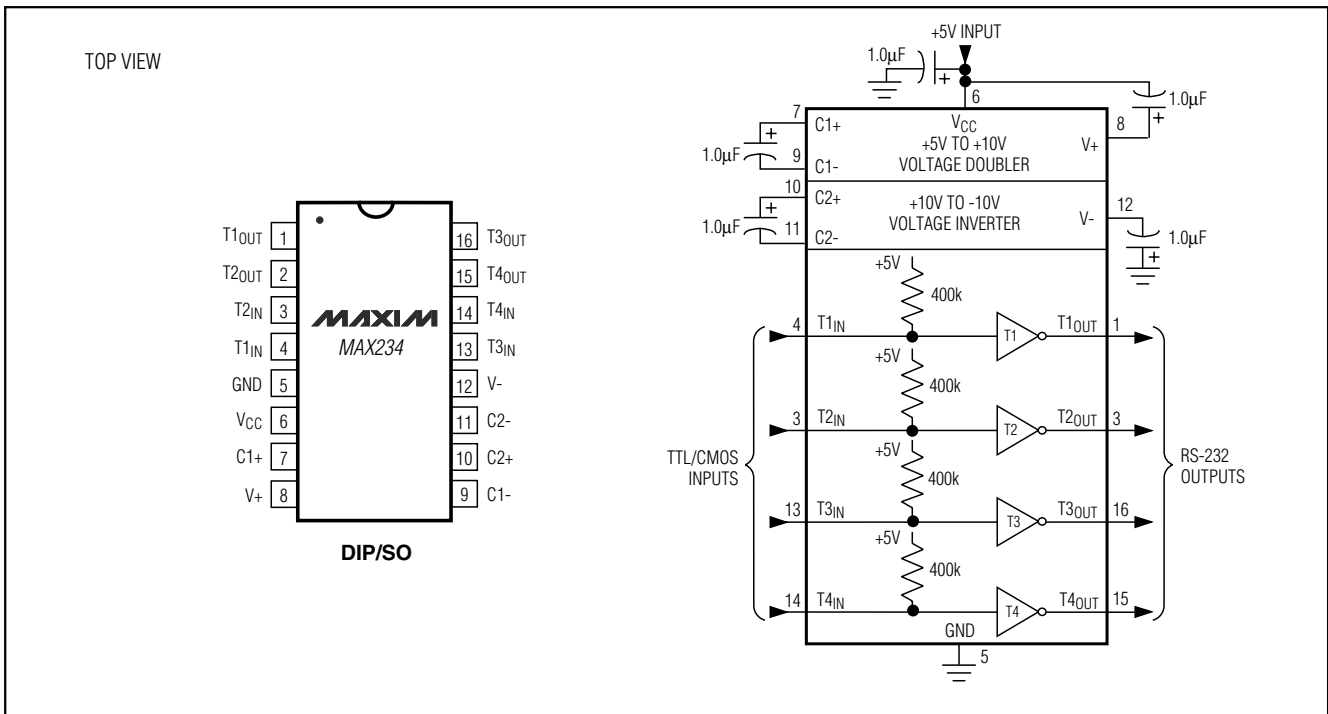 TOP VIEW
T1OUT 1
T2OUT 2
T2IN 3
T1IN 4
GND 5
VCC 6
C1+ 7
V+ 8
16 T3OUT
15 T4OUT
14 T4IN
13 T3IN
12 V-
11 C2-
10 C2+
9 C1-
MAXIM
MAX234
DIP/SO
+5V INPUT
1.0µF
+
6
1.0µF
+
7
C1+
VCC
+5V TO +10V
VOLTAGE DOUBLER
V+
8
1.0µF
+
9
C1-
10
C2+
+10V TO -10V
VOLTAGE INVERTER
V-
12
1.0µF
+
11
C2-
1.0µF
+
+5V
400k
4 T1IN
T1
T1OUT 1
+5V
400k
3 T2IN
T2
T2OUT 3
TTL/CMOS
INPUTS
+5V
400k
RS-232
OUTPUTS
13 T3IN
T3
T3OUT 16
+5V
400k
14 T4IN
T4
T4OUT 15
GND
5